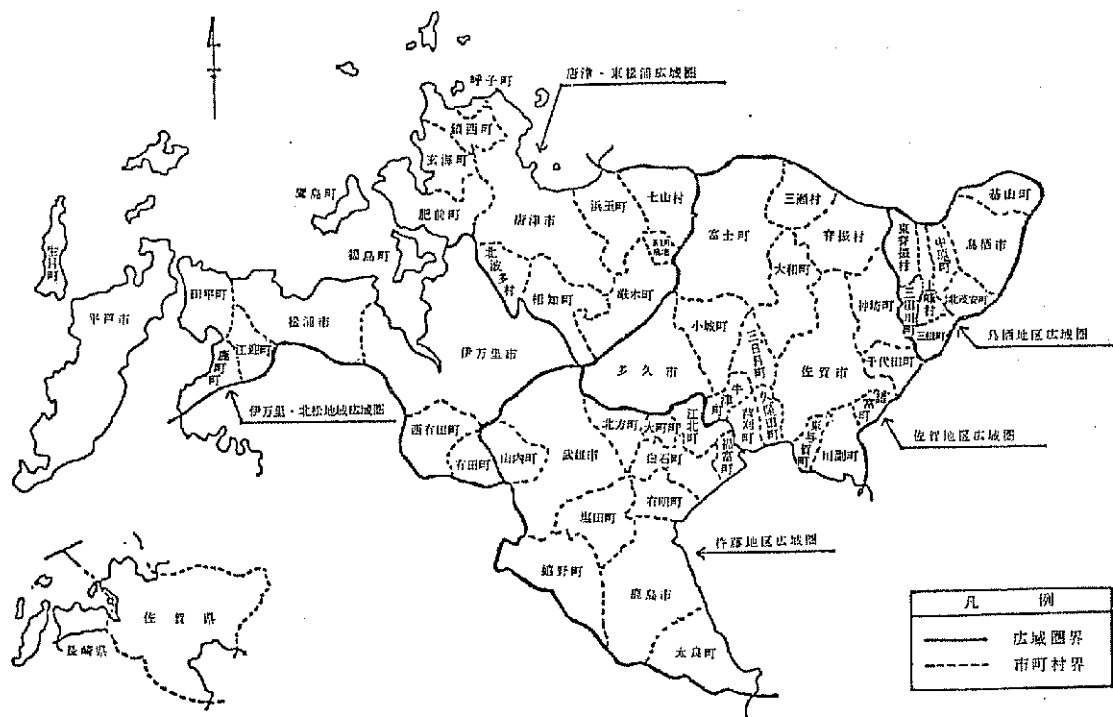 呼子町
唐津・東松浦広域圏
鎮西町
玄海町
鷹島町
肥前町
唐津市
浜玉町
七山村
富士町
三瀬村
脊振村
基山町
鳥栖市
東脊振村
中原町
北茂安町
上峰村
三田川町
三根町
鳥栖地区広域圏
生月町
平戸市
田平町
江迎町
鹿町町
松浦市
福島町
北波多村
相知町
厳木町
伊万里市
大和町
神埼町
小城町
三日月町
多久市
佐賀市
千代田町
諸富町
川副町
東与賀町
久保田町
牛津町
芦刈町
佐賀地区広域圏
伊万里・北松地域広域圏
西有田町
有田町
山内町
武雄市
北方町
大町町
江北町
白石町
福富町
有明町
塩田町
嬉野町
鹿島市
太良町
杵藤地区広域圏
佐賀県
長崎県
凡例
広域圏界
市町村界